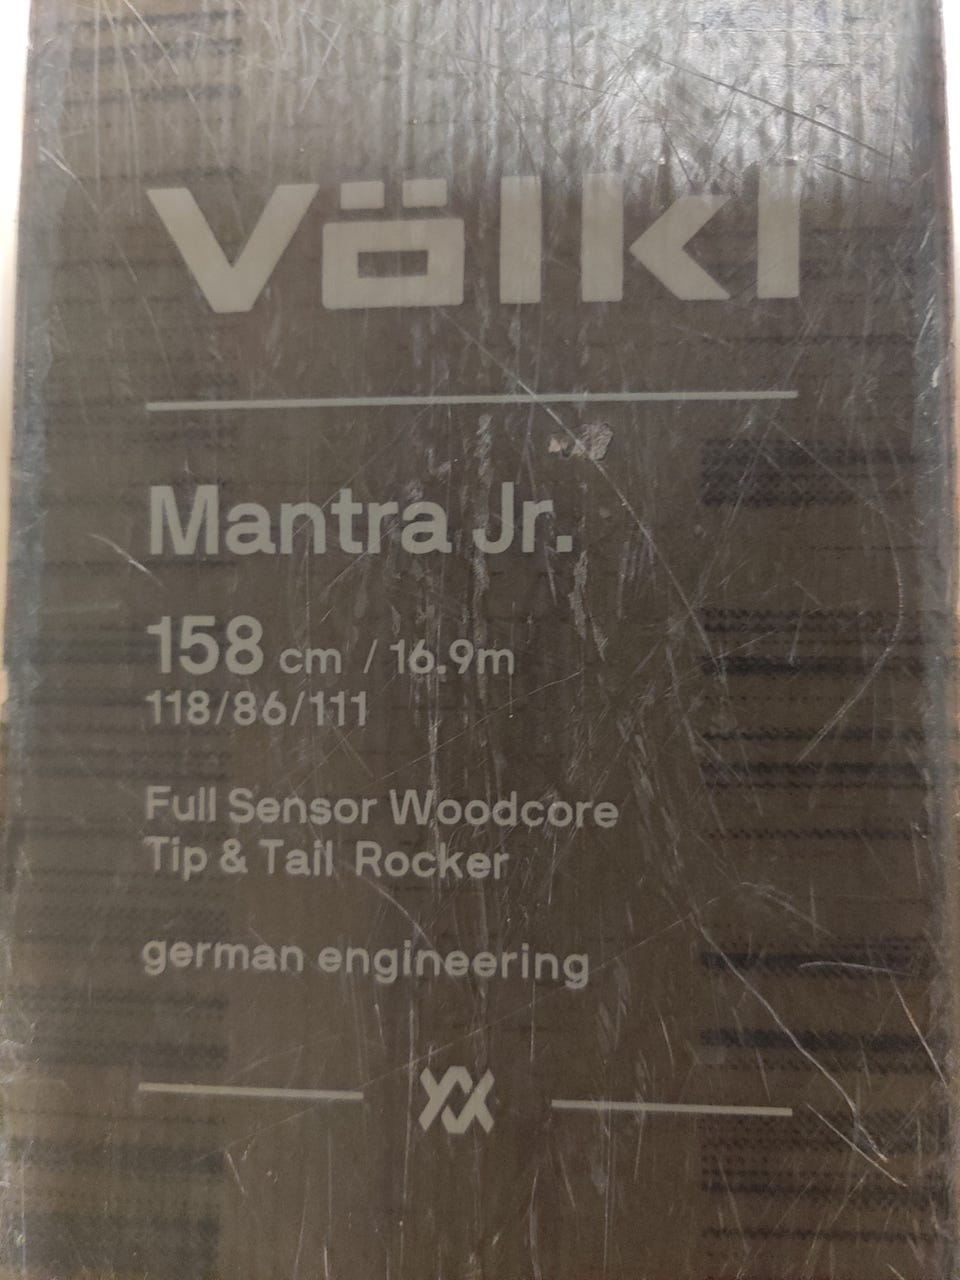 völkl
Mantra Jr.
158 cm / 16.9m
118/86/111
Full Sensor Woodcore
Tip & Tail Rocker
german engineering